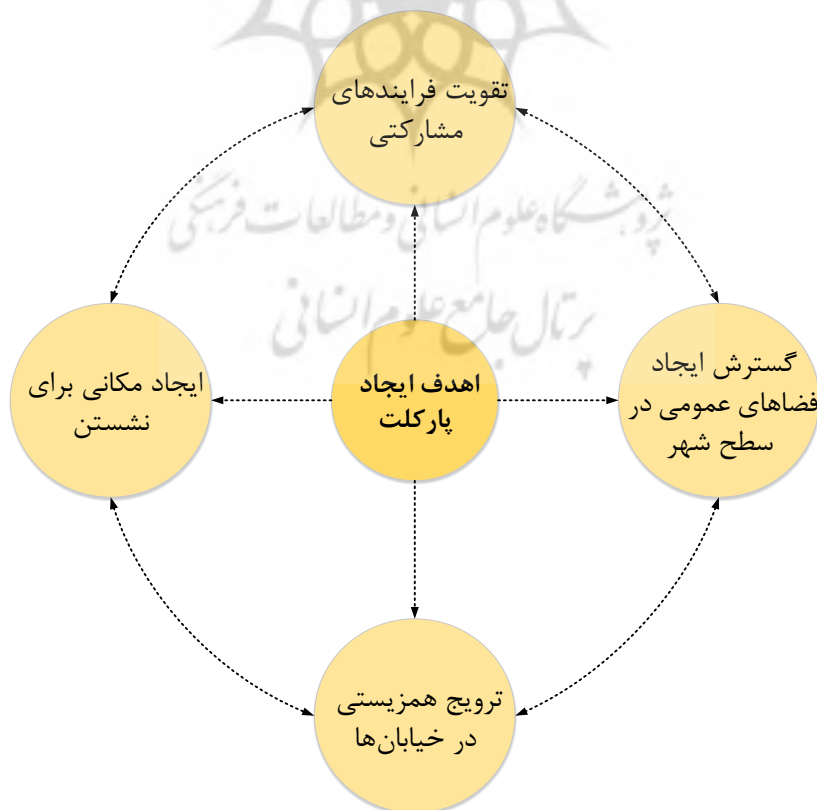 تقویت فرایندهای
مشارکتی
پژوهشگاه علوم انسانی و مطالعات فرهنگی
پرتال جامع علوم انسانی
گسترش ایجاد
فضاهای عمومی در
سطح شهر
اهدف ایجاد
پارکلت
ایجاد مکانی برای
نشستن
ترویج همزیستی
در خیابان‌ها